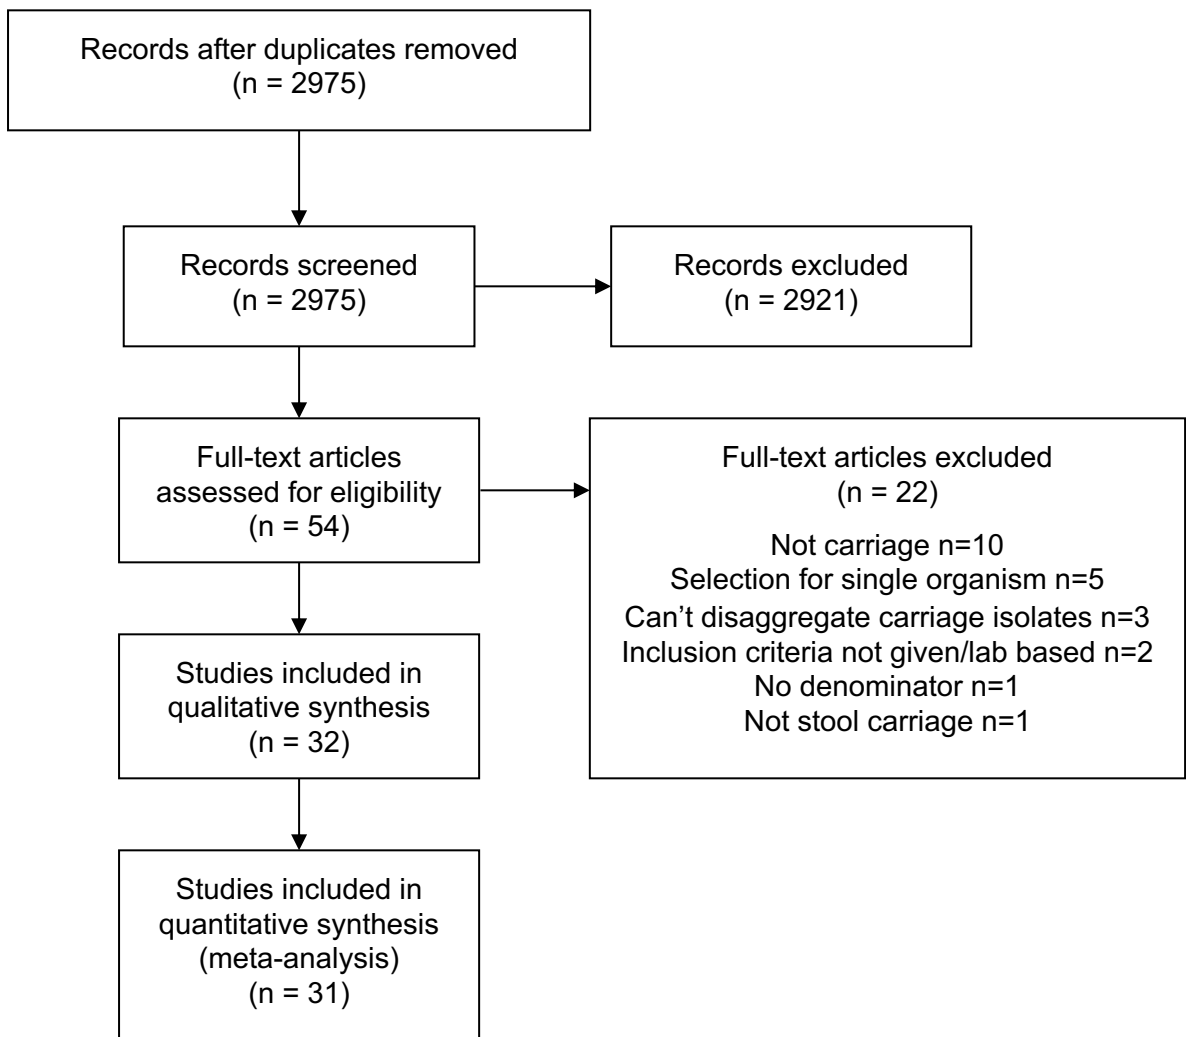 Records after duplicates removed
(n = 2975)
Records screened
(n = 2975)
Records excluded
(n = 2921)
Full-text articles
assessed for eligibility
(n = 54)
Full-text articles excluded
(n = 22)
Not carriage n=10
Selection for single organism n=5
Can’t disaggregate carriage isolates n=3
Inclusion criteria not given/lab based n=2
No denominator n=1
Not stool carriage n=1
Studies included in
qualitative synthesis
(n = 32)
Studies included in
quantitative synthesis
(meta-analysis)
(n = 31)